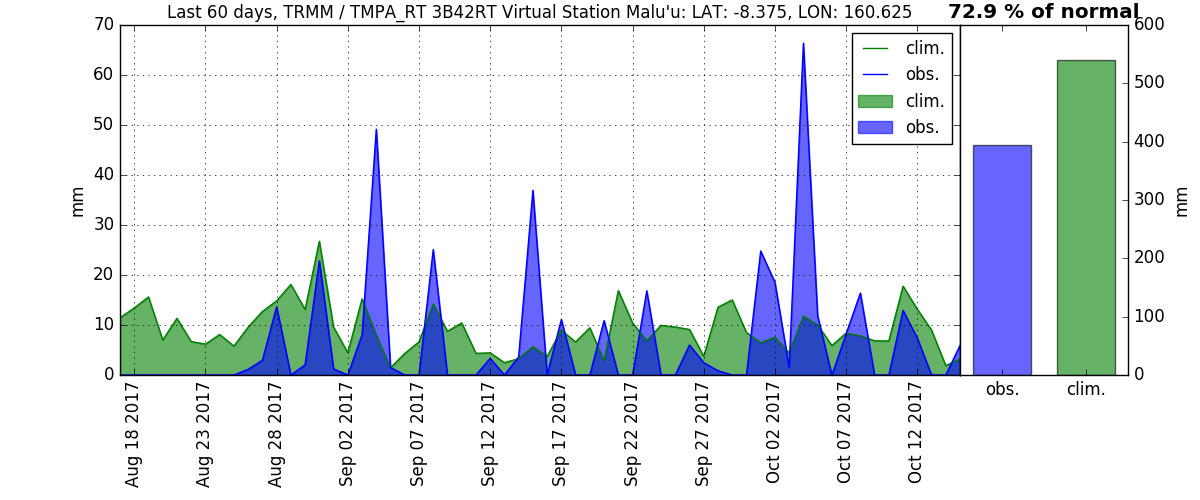 Last 60 days, TRMM / TMPA_RT 3B42RT Virtual Station Malu'u: LAT: -8.375, LON: 160.625
72.9 % of normal
70
60
50
40
30
20
10
0
mm
clim.
obs.
clim.
obs.
Aug 18 2017
Aug 23 2017
Aug 28 2017
Sep 02 2017
Sep 07 2017
Sep 12 2017
Sep 17 2017
Sep 22 2017
Sep 27 2017
Oct 02 2017
Oct 07 2017
Oct 12 2017
600
500
400
300
200
100
0
mm
obs.
clim.